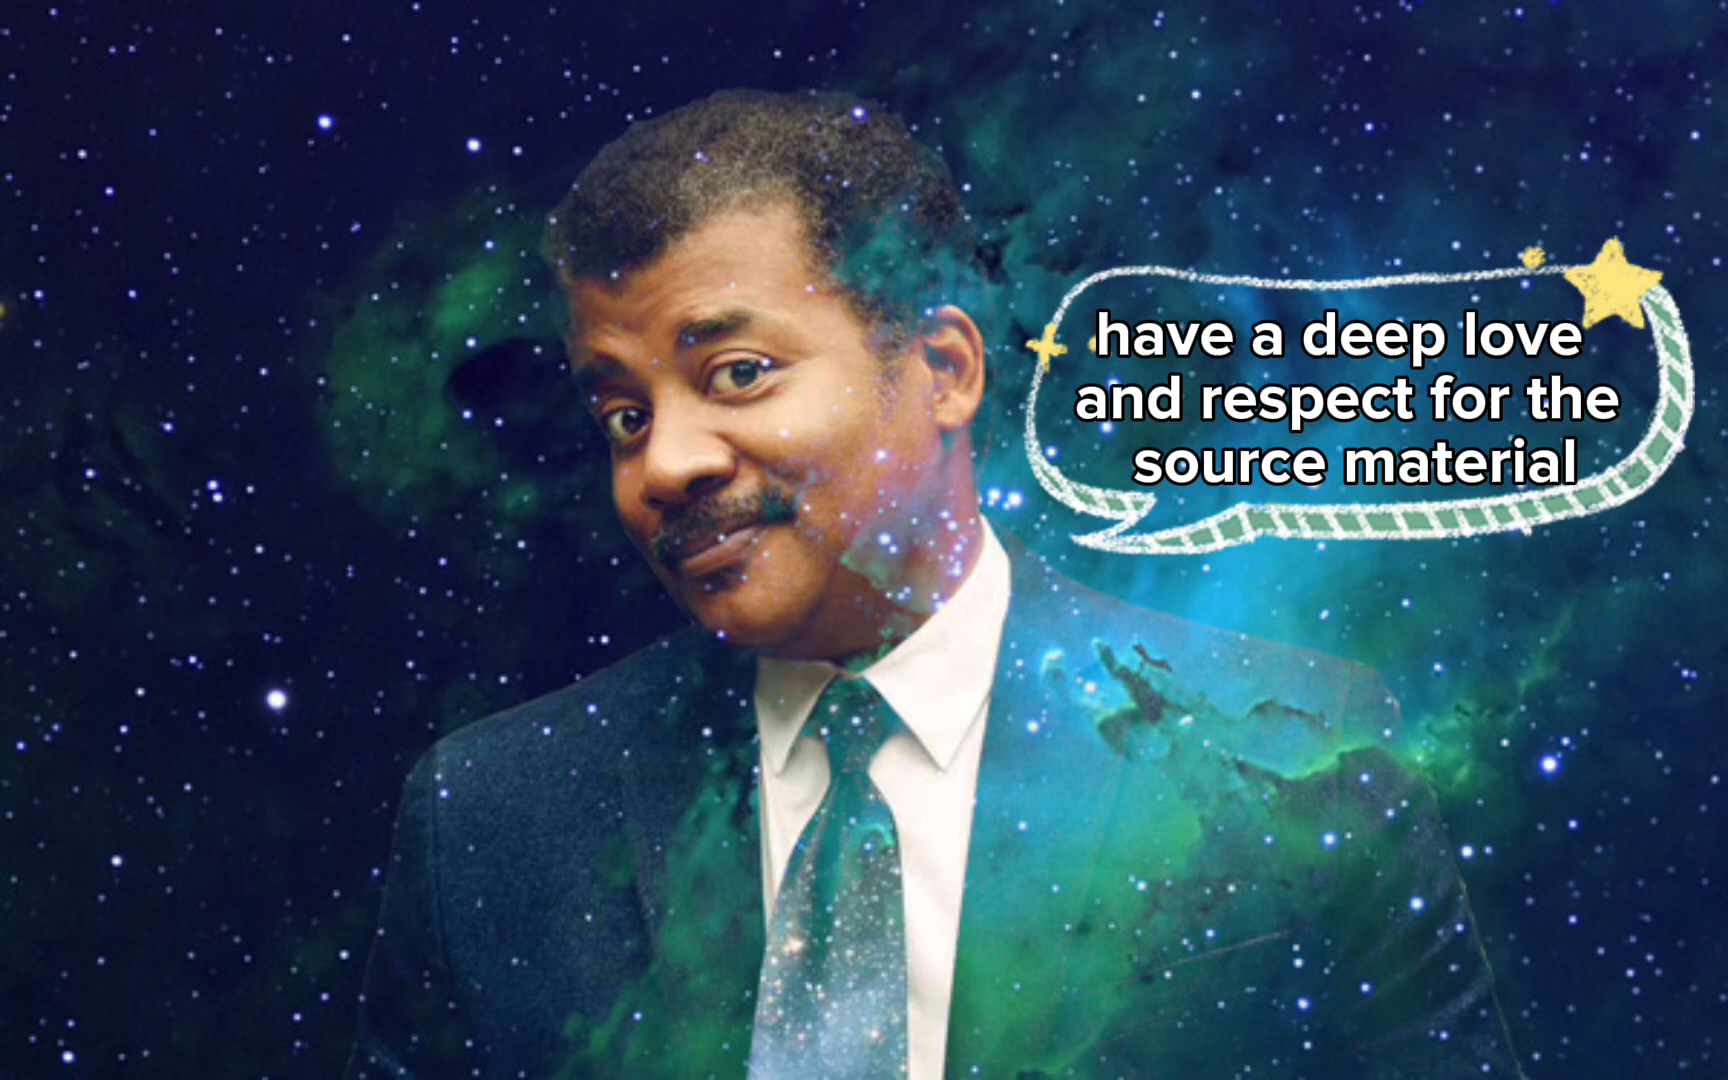 have a deep love
and respect for the
source material